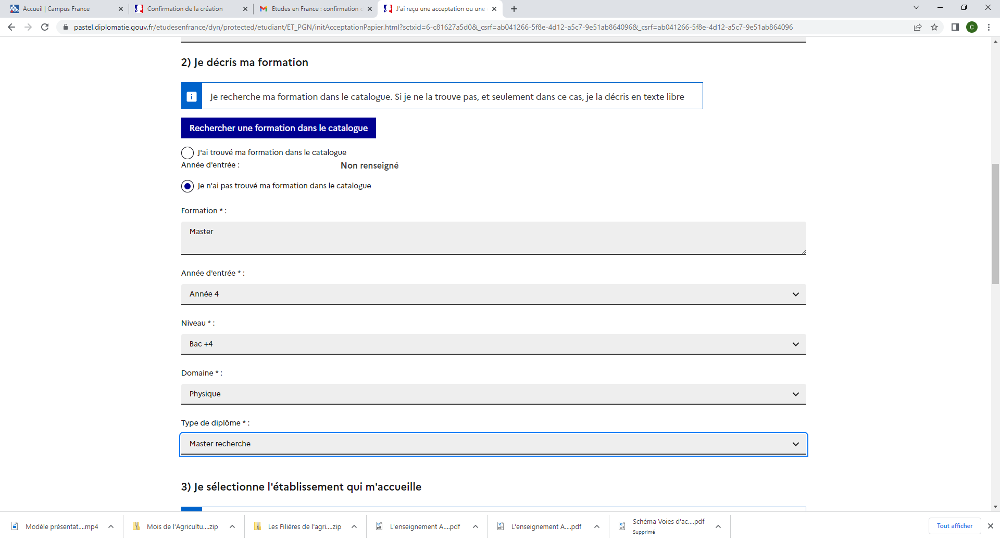 Accueil | Campus France
Confirmation de la création
Etudes en France : confirmation
J'ai reçu une acceptation ou une
pastel.diplomatie.gouv.fr/etudesenfrance/dyn/protected/etudiant/ET_PGN/initAcceptationPapier.html?sctxid=6-c81627a5d0&_csrf=ab041266-5f8e-4d12-a5c7-9e51ab864096&_csrf=ab041266-5f8e-4d12-a5c7-9e51ab864096
C
2) Je décris ma formation
Je recherche ma formation dans le catalogue. Si je ne la trouve pas, et seulement dans ce cas, je la décris en texte libre
Rechercher une formation dans le catalogue
J'ai trouvé ma formation dans le catalogue
Année d'entrée : Non renseigné
Je n'ai pas trouvé ma formation dans le catalogue
Formation * :
Master
Année d'entrée * :
Année 4
Niveau * :
Bac +4
Domaine * :
Physique
Type de diplôme * :
Master recherche
3) Je sélectionne l'établissement qui m'accueille
Modèle présentat....mp4
Mois de l'Agricultu....zip
Les Filières de l'agri....zip
L'enseignement A....pdf
L'enseignement A....pdf
Schéma Voies d'ac....pdf
Supprimé
Tout afficher